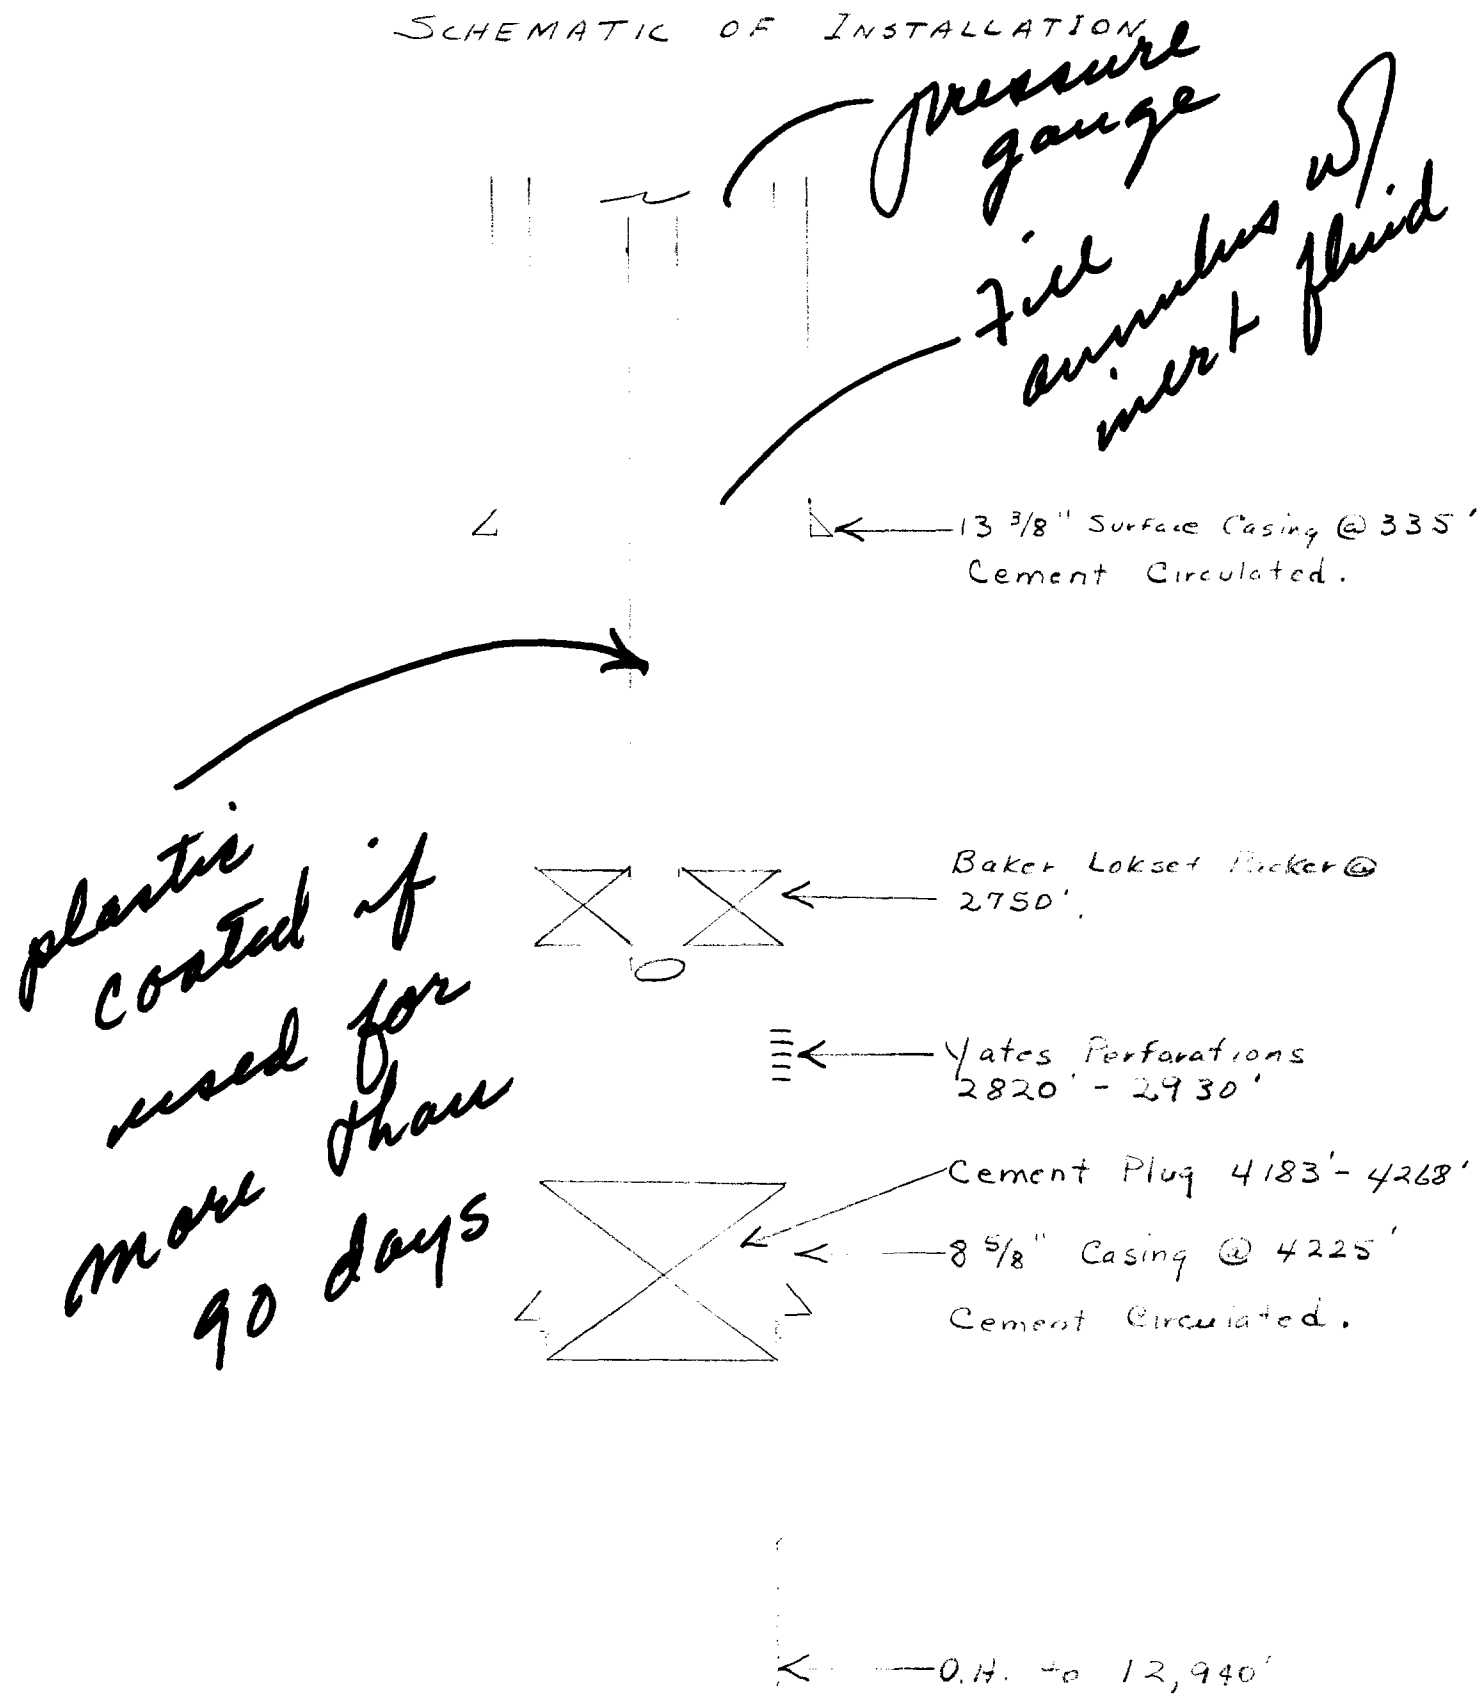 SCHEMATIC OF INSTALLATION
pressure
gauge
Fill
annulus w/
inert fluid
13 3/8" Surface Casing @ 335'
Cement Circulated.
plastic
coated if
used for
more than
90 days
Baker Lokset Packer @
2750'.
Yates Perforations
2820' - 2930'
Cement Plug 4183' - 4268'
8 5/8" Casing @ 4225'
Cement Circulated.
O.H. to 12,940'